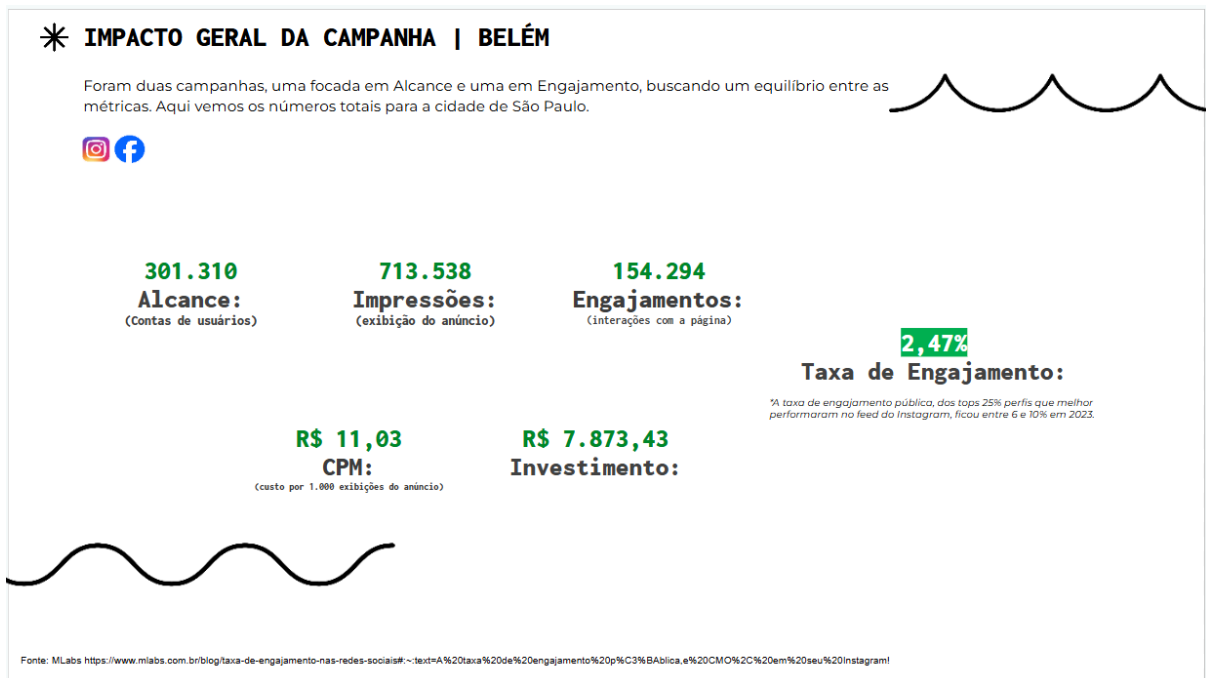 IMPACTO GERAL DA CAMPANHA | BELÉM
Foram duas campanhas, uma focada em Alcance e uma em Engajamento, buscando um equilíbrio entre as
métricas. Aqui vemos os números totais para a cidade de São Paulo.
301.310
Alcance:
(Contas de usuários)
713.538
Impressões:
(exibição do anúncio)
154.294
Engajamentos:
(interações com a página)
2,47%
Taxa de Engajamento:
*A taxa de engajamento pública, dos tops 25% perfis que melhor
performaram no feed do Instagram, ficou entre 6 e 10% em 2023.
R$ 11,03
CPM:
(custo por 1.000 exibições do anúncio)
R$ 7.873,43
Investimento:
Fonte: MLabs https://www.mlabs.com.br/blog/taxa-de-engajamento-nas-redes-sociais#:~:text=A%20taxa%20de%20engajamento%20p%C3%BAblica,e%20CMO%2C%20em%20seu%20Instagram!